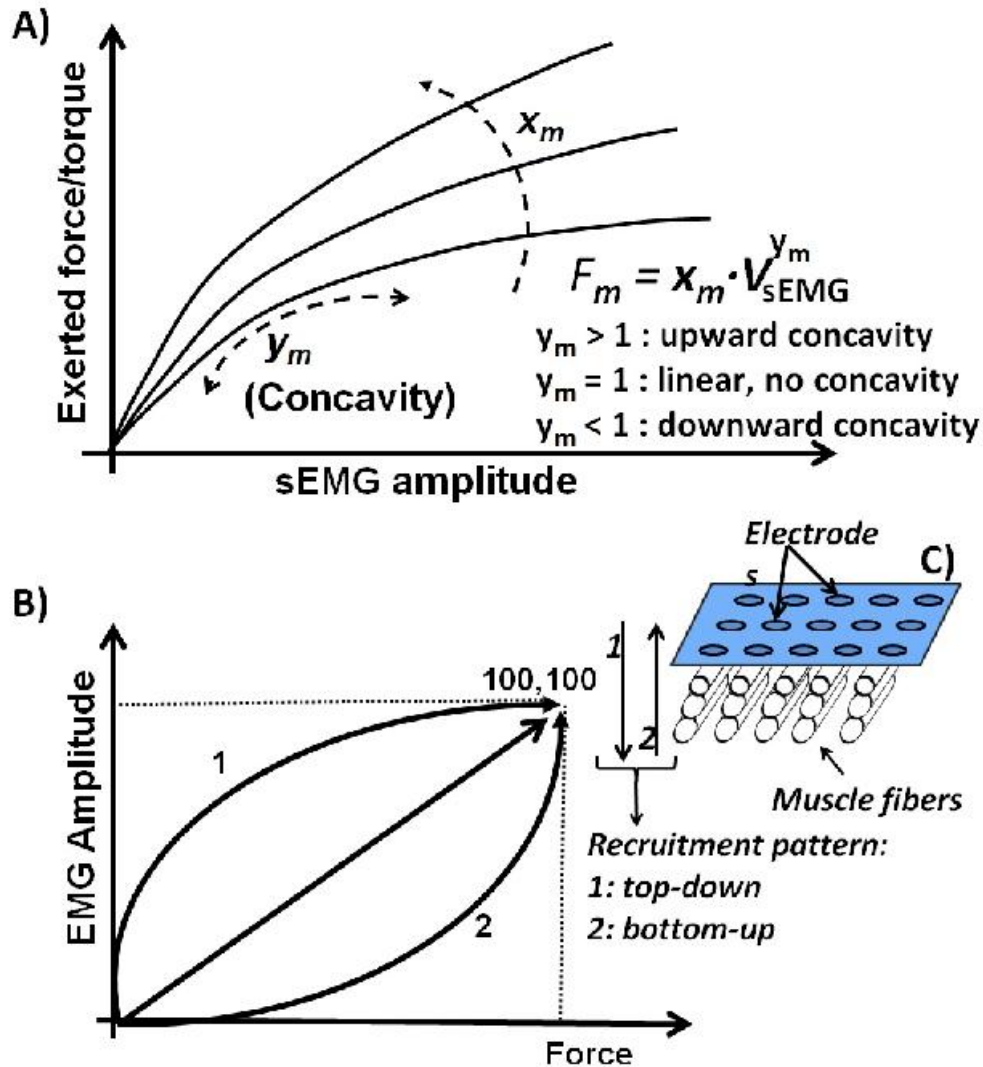 A)
Exerted force/torque
x_m
F_m = x_m · V_sEMG^y_m
y_m > 1 : upward concavity
y_m = 1 : linear, no concavity
y_m < 1 : downward concavity
y_m
(Concavity)
sEMG amplitude
B)
EMG Amplitude
100,100
1
2
Force
C)
Electrode
s
1
2
Muscle fibers
Recruitment pattern:
1: top-down
2: bottom-up